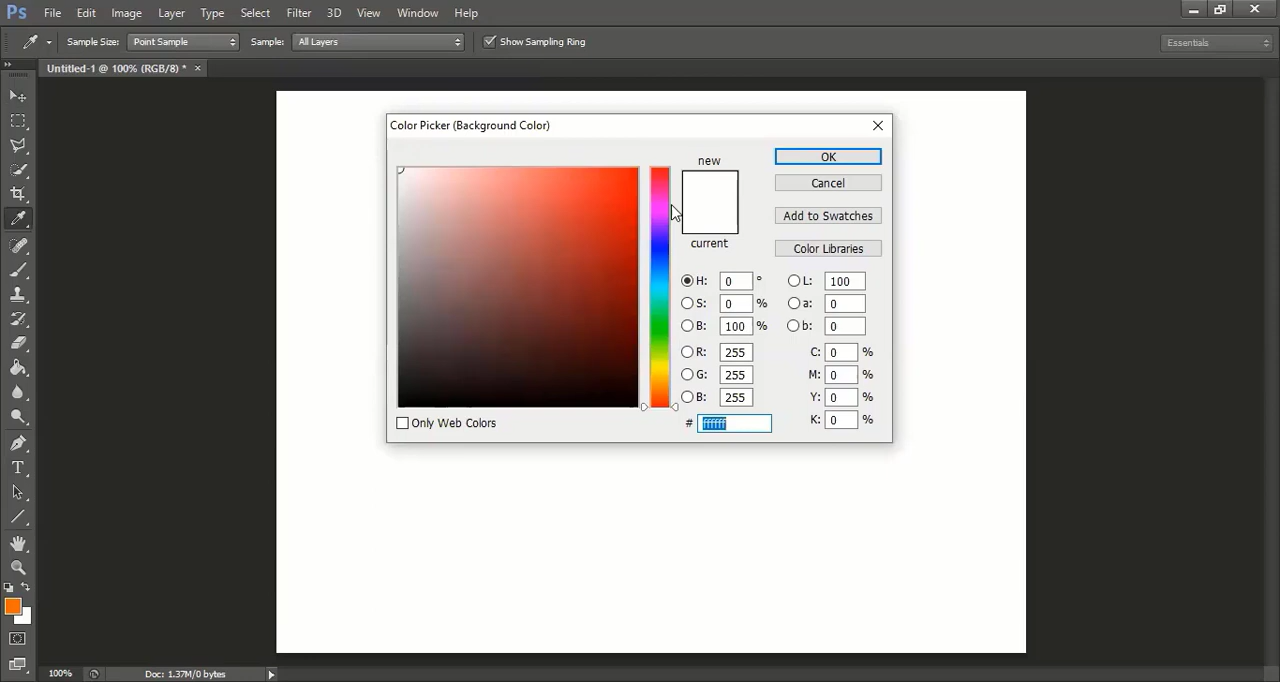 Ps File Edit Image Layer Type Select Filter 3D View Window Help
Sample Size: Point Sample Sample: All Layers Show Sampling Ring Essentials
Untitled-1 @ 100% (RGB/8) * ×
Color Picker (Background Color)
new
OK
Cancel
Add to Swatches
current
Color Libraries
H: 0 ° L: 100
S: 0 % a: 0
B: 100 % b: 0
R: 255 C: 0 %
G: 255 M: 0 %
B: 255 Y: 0 %
Only Web Colors # ffffff K: 0 %
T
100% Doc: 1.37M/0 bytes